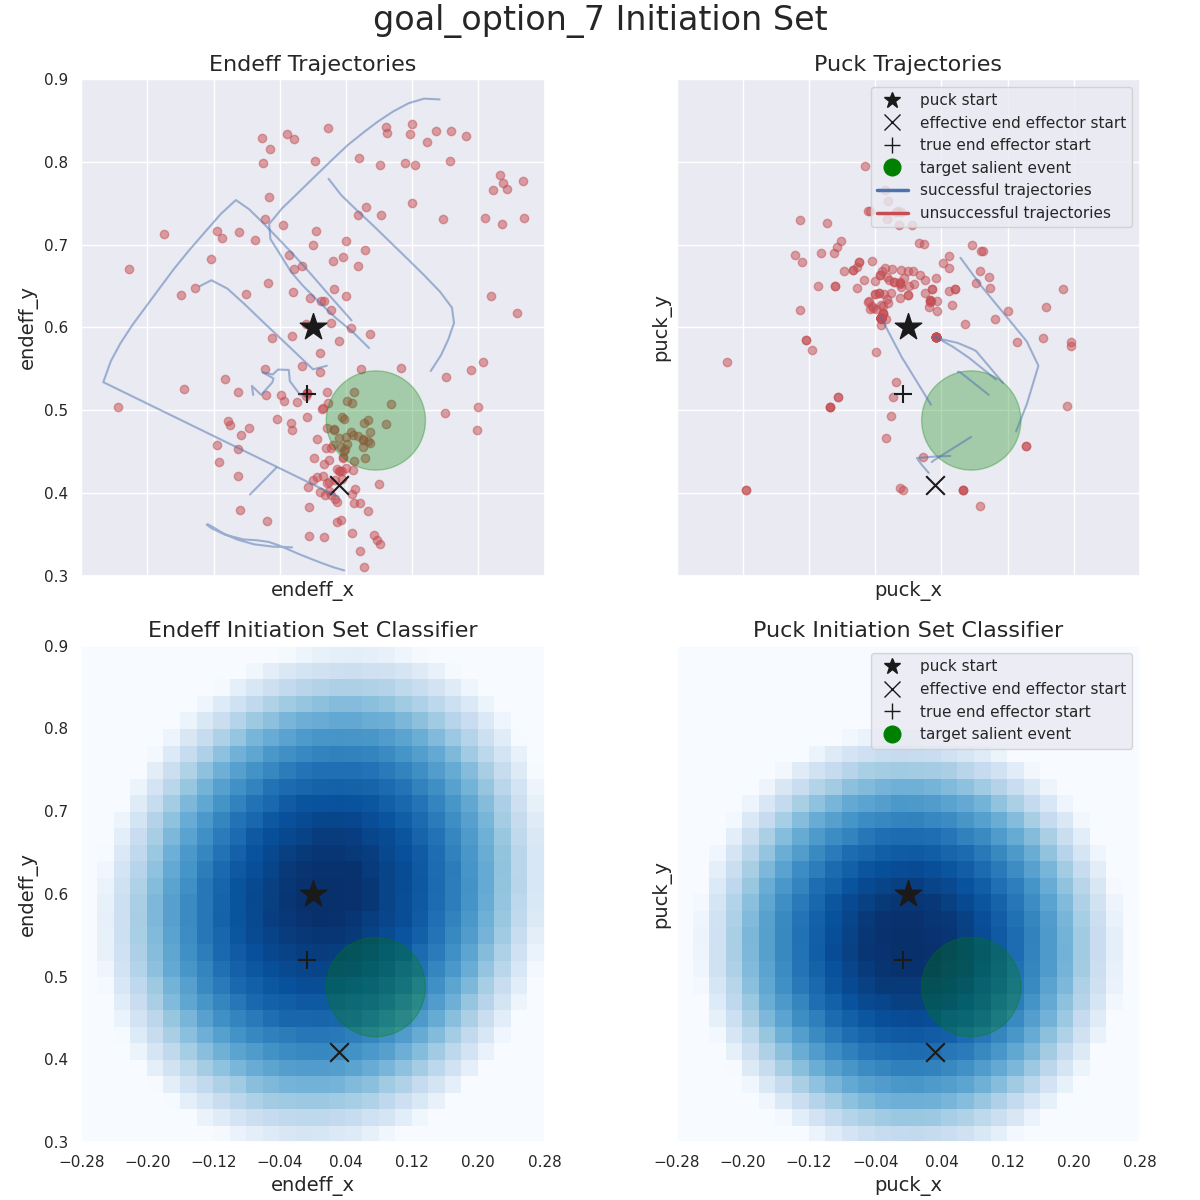 goal_option_7 Initiation Set
Endeff Trajectories
0.9
0.8
0.7
0.6
0.5
0.4
0.3
endeff_y
endeff_x
Puck Trajectories
puck start
effective end effector start
true end effector start
target salient event
successful trajectories
unsuccessful trajectories
puck_y
puck_x
Endeff Initiation Set Classifier
0.9
0.8
0.7
0.6
0.5
0.4
0.3
endeff_y
−0.28 −0.20 −0.12 −0.04 0.04 0.12 0.20 0.28
endeff_x
Puck Initiation Set Classifier
puck start
effective end effector start
true end effector start
target salient event
puck_y
−0.28 −0.20 −0.12 −0.04 0.04 0.12 0.20 0.28
puck_x